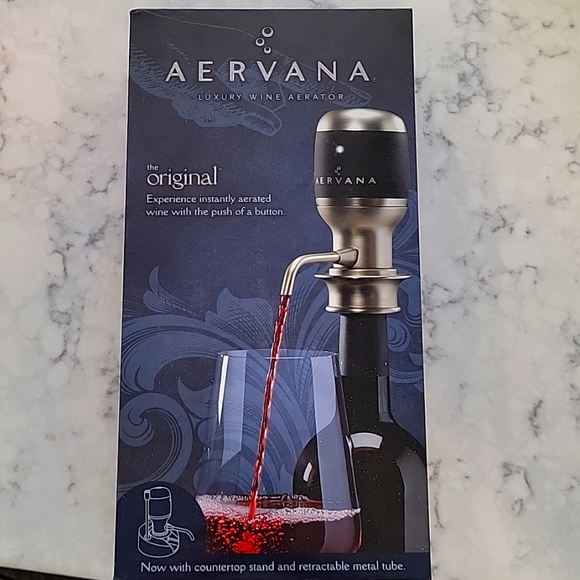 AERVANA
LUXURY WINE AERATOR
the
original
Experience instantly aerated
wine with the push of a button.
AERVANA
Now with countertop stand and retractable metal tube.